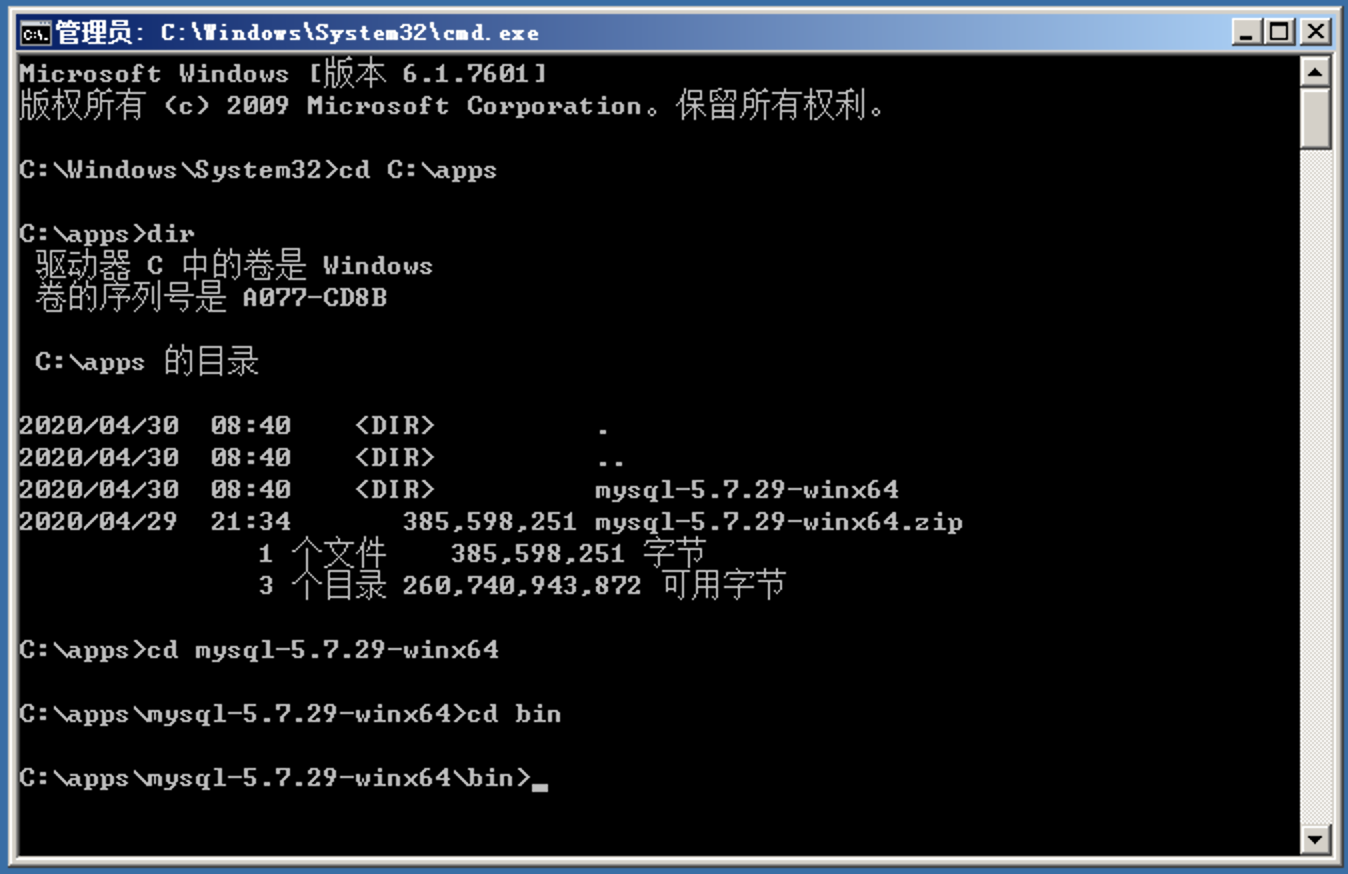 管理员: C:\Windows\System32\cmd.exe
Microsoft Windows [版本 6.1.7601]
版权所有 (c) 2009 Microsoft Corporation。保留所有权利。
C:\Windows\System32>cd C:\apps
C:\apps>dir
 驱动器 C 中的卷是 Windows
 卷的序列号是 A077-CD8B
 C:\apps 的目录
2020/04/30  08:40    <DIR>          .
2020/04/30  08:40    <DIR>          ..
2020/04/30  08:40    <DIR>          mysql-5.7.29-winx64
2020/04/29  21:34       385,598,251 mysql-5.7.29-winx64.zip
               1 个文件    385,598,251 字节
               3 个目录 260,740,943,872 可用字节
C:\apps>cd mysql-5.7.29-winx64
C:\apps\mysql-5.7.29-winx64>cd bin
C:\apps\mysql-5.7.29-winx64\bin>_